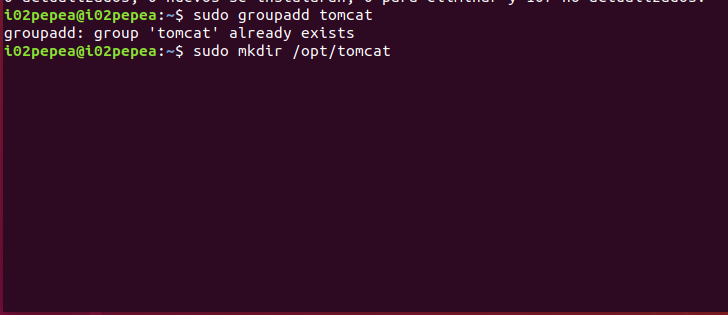 i02pepea@i02pepea:~$ sudo groupadd tomcat
groupadd: group 'tomcat' already exists
i02pepea@i02pepea:~$ sudo mkdir /opt/tomcat